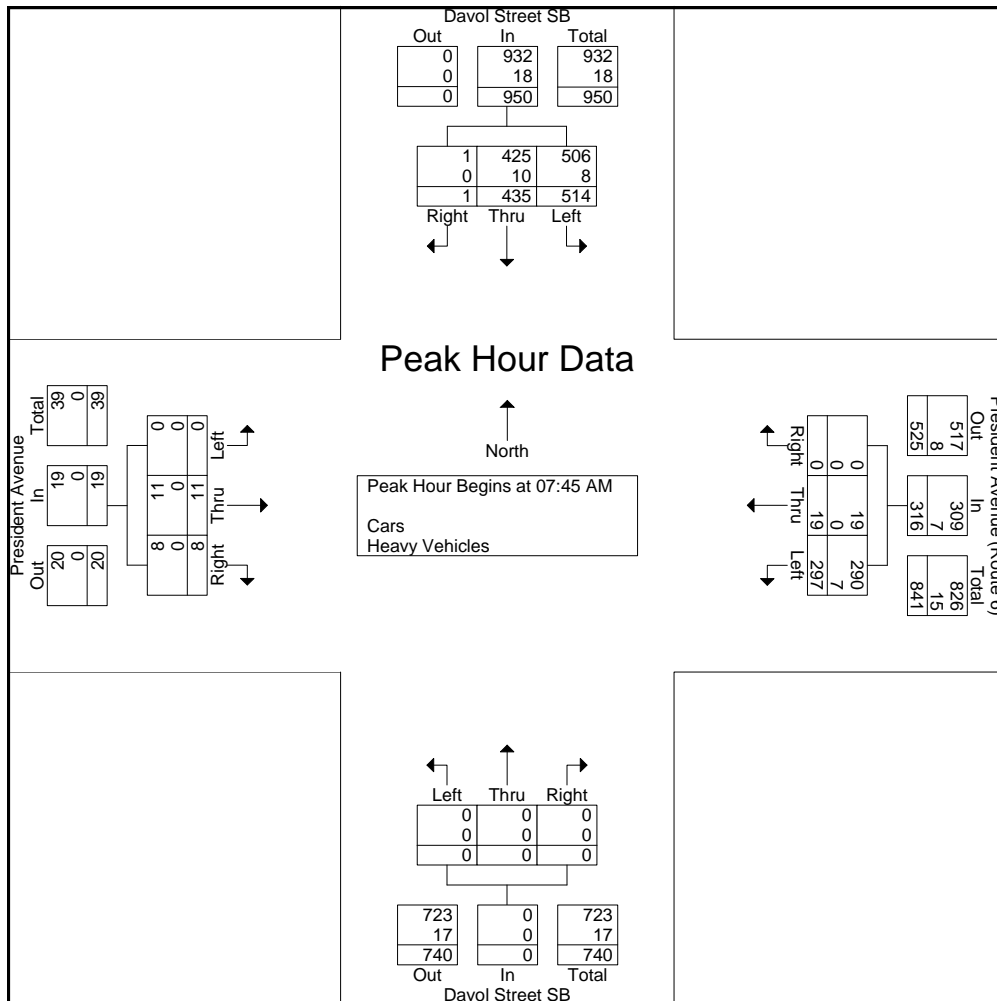 Davol Street SB
Out In Total
0 932 932
0 18 18
0 950 950
1 425 506
0 10 8
1 435 514
Right Thru Left
Peak Hour Data
North
Peak Hour Begins at 07:45 AM
Cars
Heavy Vehicles
President Avenue
Out In Total
20 19 39
0 0 0
20 19 39
Left Thru Right
0 11 8
0 0 0
0 11 8
President Avenue (Route 6)
Out In Total
517 309 826
8 7 15
525 316 841
0 19 290
0 0 7
0 19 297
Right Thru Left
Left Thru Right
0 0 0
0 0 0
0 0 0
723 0 723
17 0 17
740 0 740
Out In Total
Davol Street SB